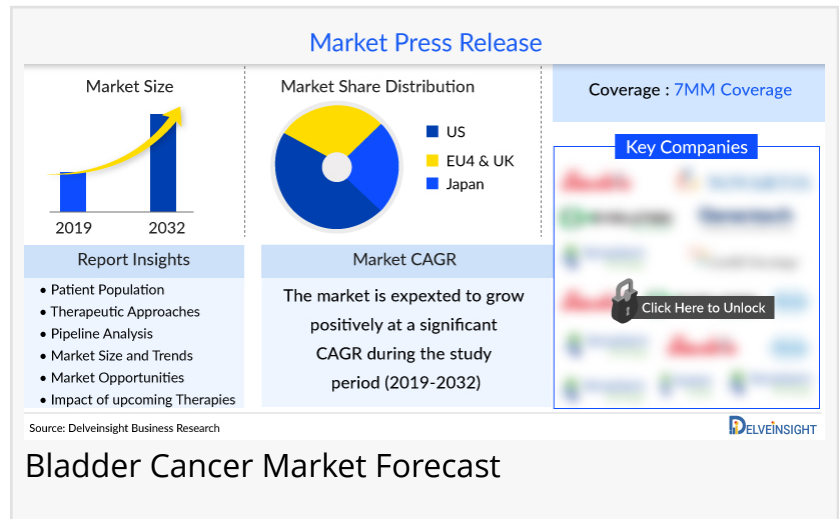 Market Press Release
Market Size
2019
2032
Market Share Distribution
US
EU4 & UK
Japan
Coverage : 7MM Coverage
Key Companies
Click Here to Unlock
Report Insights
• Patient Population
• Therapeutic Approaches
• Pipeline Analysis
• Market Size and Trends
• Market Opportunities
• Impact of upcoming Therapies
Market CAGR
The market is expexted to grow
positively at a significant
CAGR during the study
period (2019-2032)
Source: Delveinsight Business Research
DELVEINSIGHT
Bladder Cancer Market Forecast